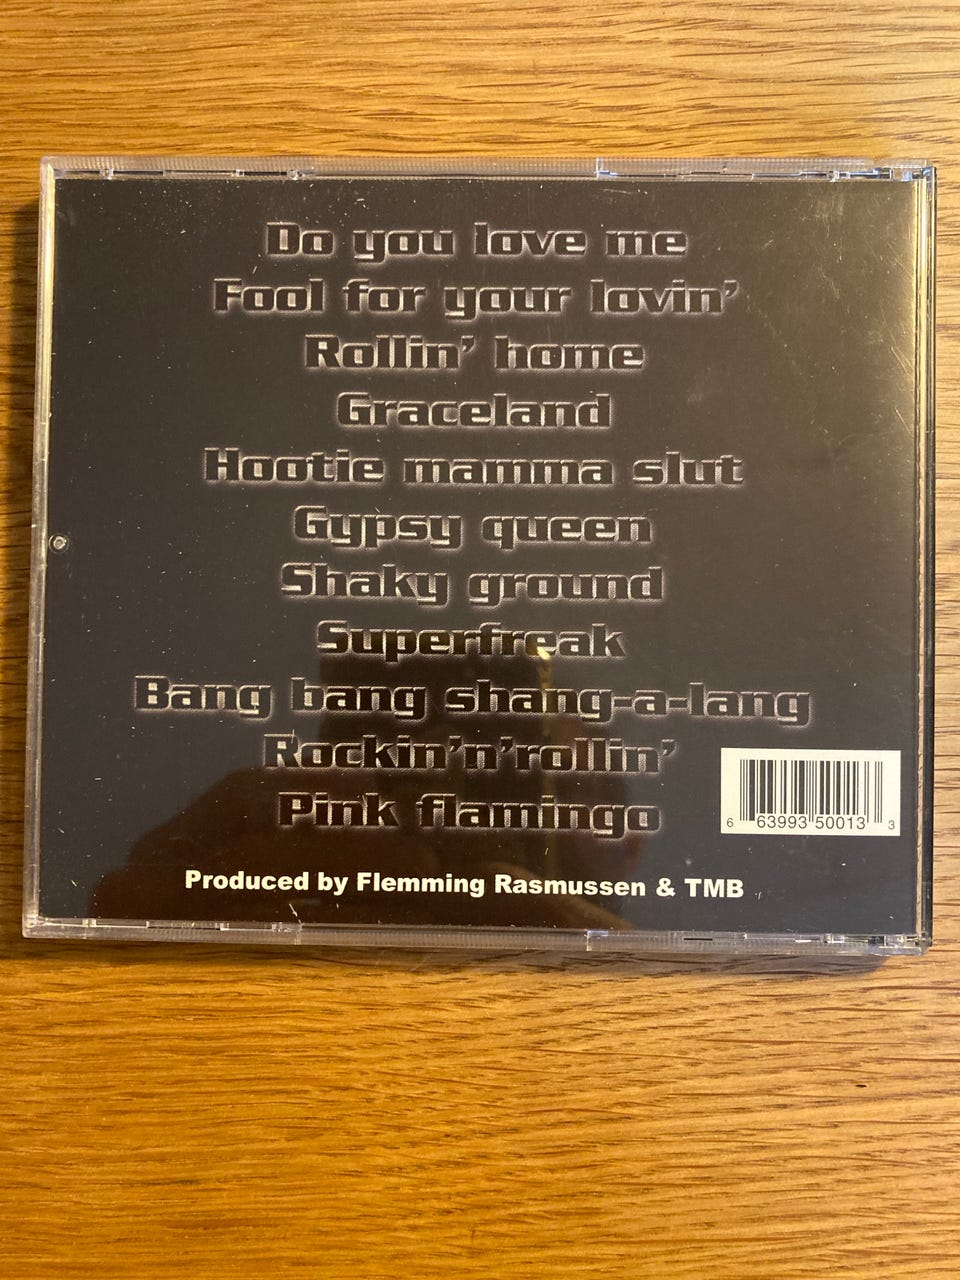 Do you love me
Fool for your lovin'
Rollin' home
Graceland
Hootie mamma slut
Gypsy queen
Shaky ground
Superfreak
Bang bang shang-a-lang
Rockin'n'rollin'
Pink flamingo
6 63993 50013 3
Produced by Flemming Rasmussen & TMB